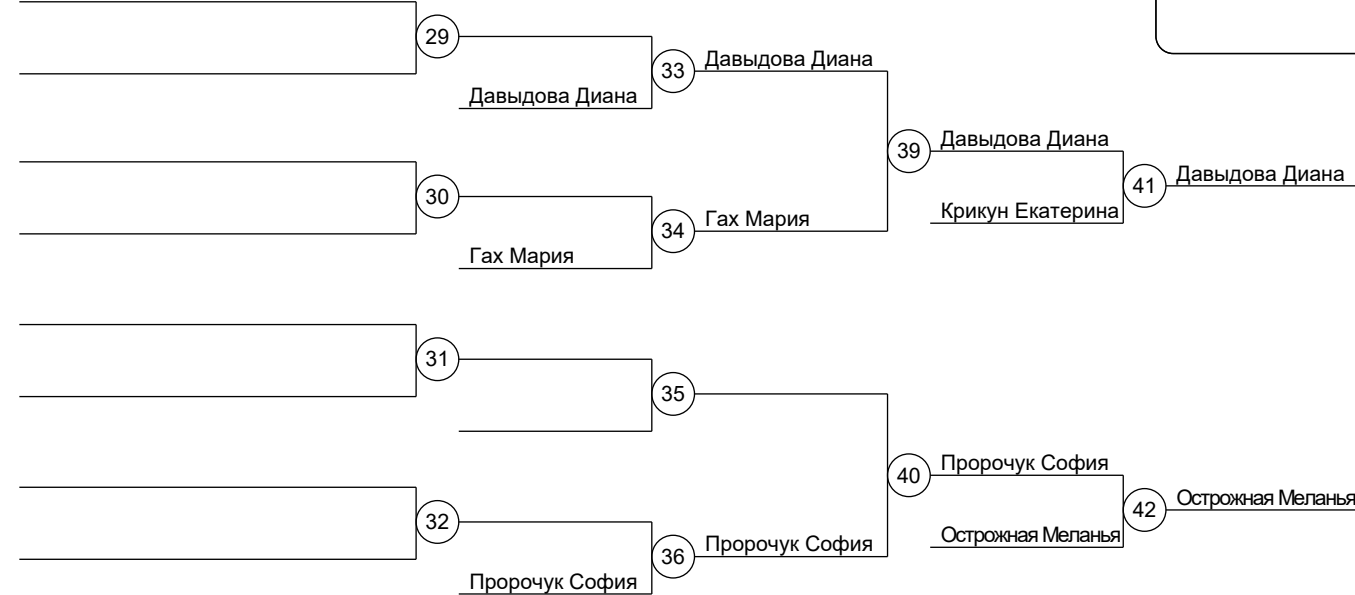 29
Давыдова Диана
33
Давыдова Диана
39
Давыдова Диана
41
Давыдова Диана
Крикун Екатерина
30
Гах Мария
34
Гах Мария
31
35
40
Пророчук София
42
Острожная Меланья
Острожная Меланья
32
36
Пророчук София
Пророчук София